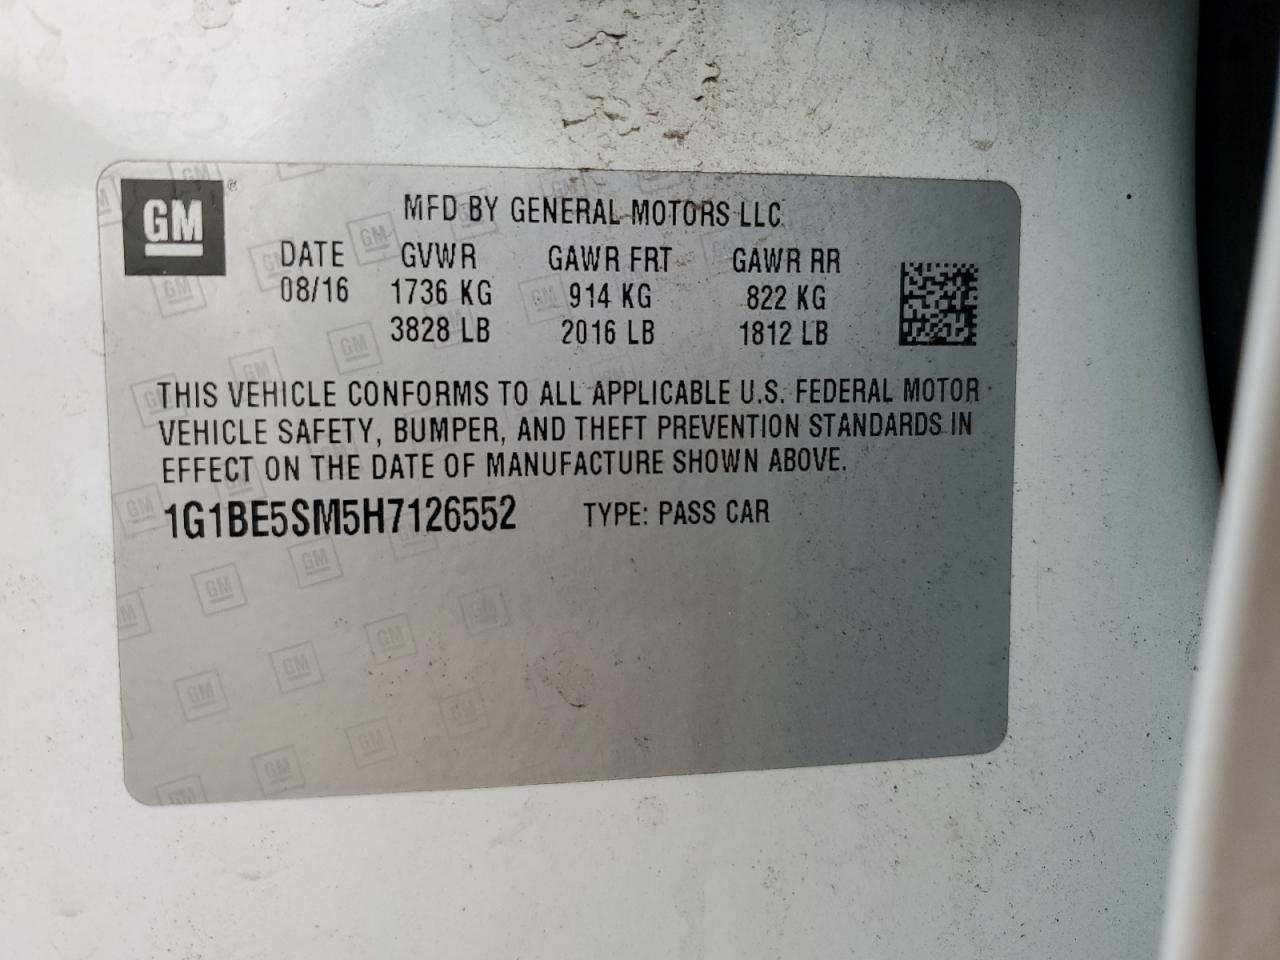 GM
MFD BY GENERAL MOTORS LLC
DATE GVWR GAWR FRT GAWR RR
08/16 1736 KG 914 KG 822 KG
3828 LB 2016 LB 1812 LB
THIS VEHICLE CONFORMS TO ALL APPLICABLE U.S. FEDERAL MOTOR
VEHICLE SAFETY, BUMPER, AND THEFT PREVENTION STANDARDS IN
EFFECT ON THE DATE OF MANUFACTURE SHOWN ABOVE.
1G1BE5SM5H7126552 TYPE: PASS CAR